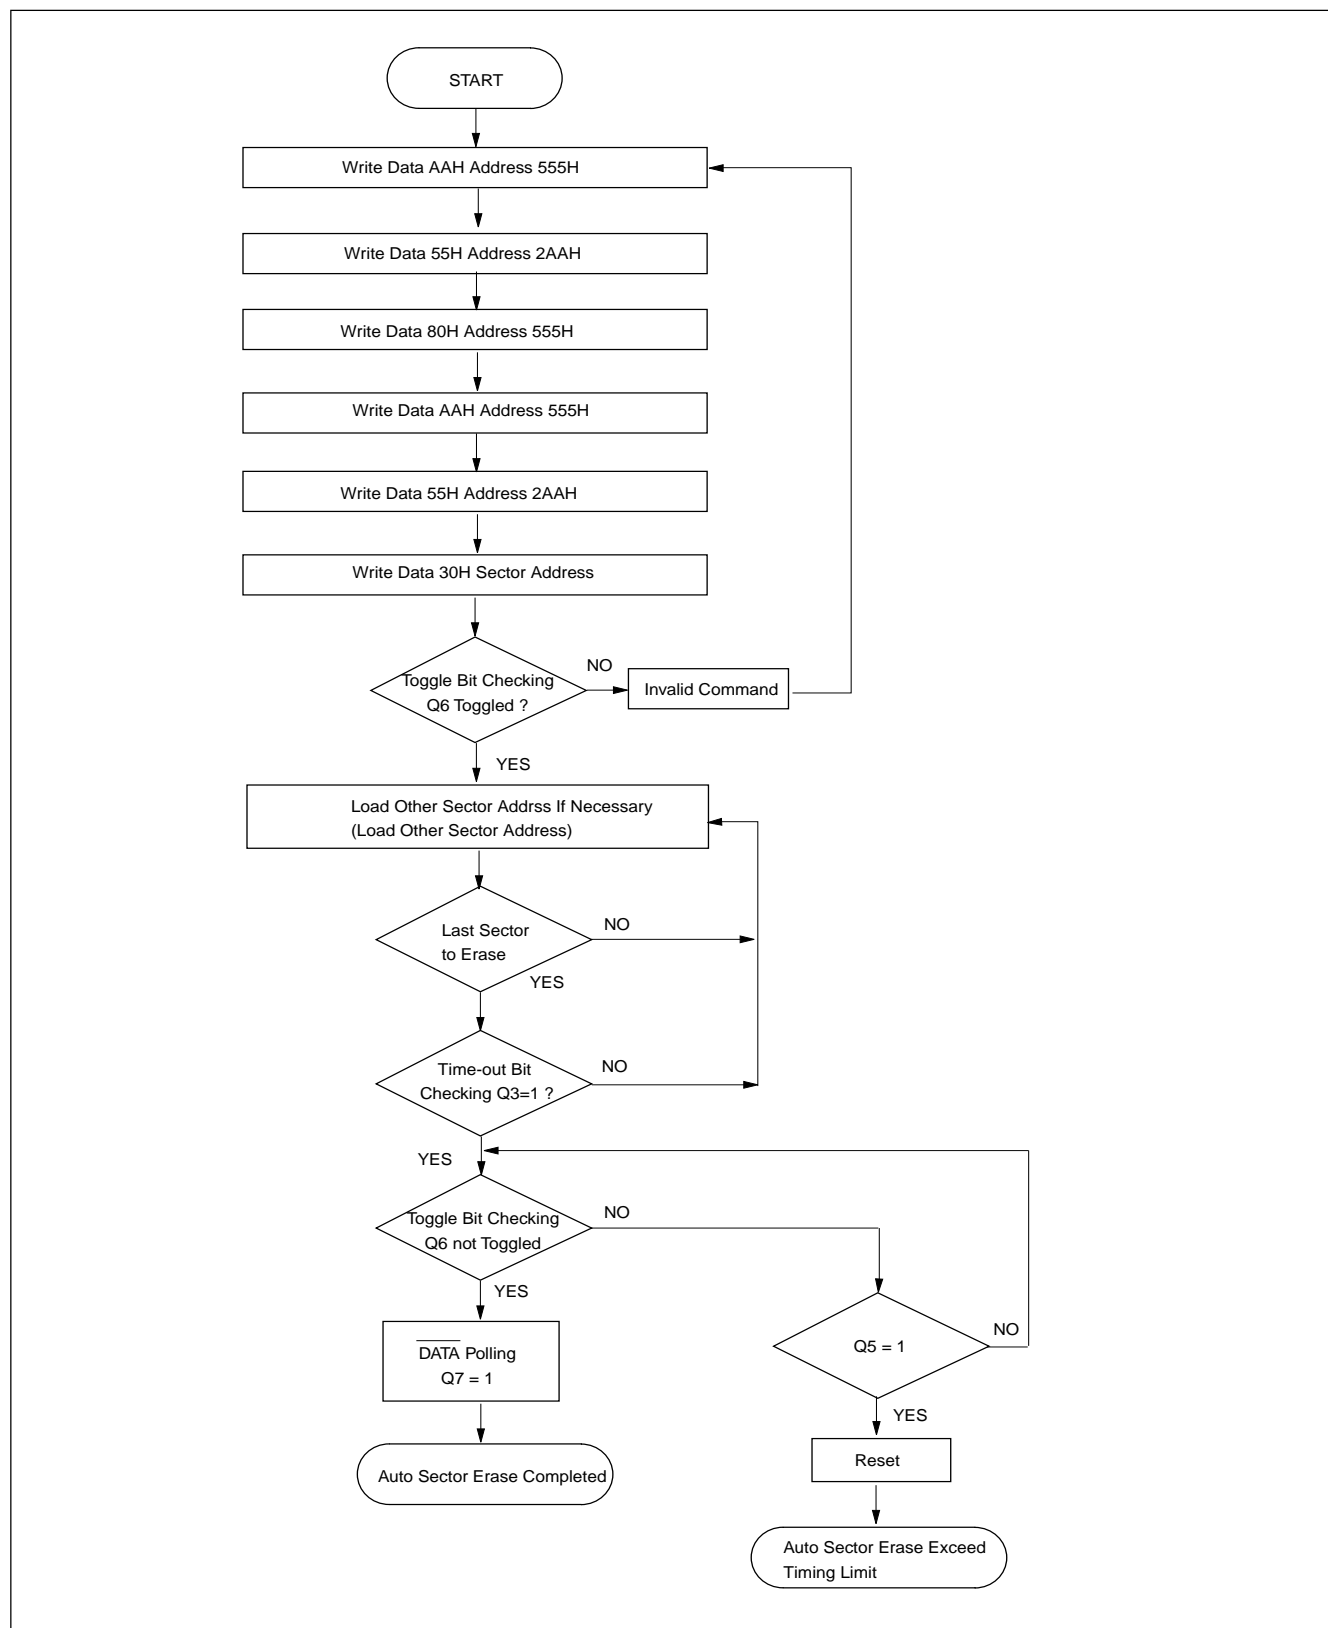 START
Write Data AAH Address 555H
Write Data 55H Address 2AAH
Write Data 80H Address 555H
Write Data AAH Address 555H
Write Data 55H Address 2AAH
Write Data 30H Sector Address
Toggle Bit Checking
Q6 Toggled ?
NO
Invalid Command
YES
Load Other Sector Addrss If Necessary
(Load Other Sector Address)
Last Sector
to Erase
NO
YES
Time-out Bit
Checking Q3=1 ?
NO
YES
Toggle Bit Checking
Q6 not Toggled
NO
YES
DATA Polling
Q7 = 1
Q5 = 1
NO
YES
Reset
Auto Sector Erase Completed
Auto Sector Erase Exceed
Timing Limit